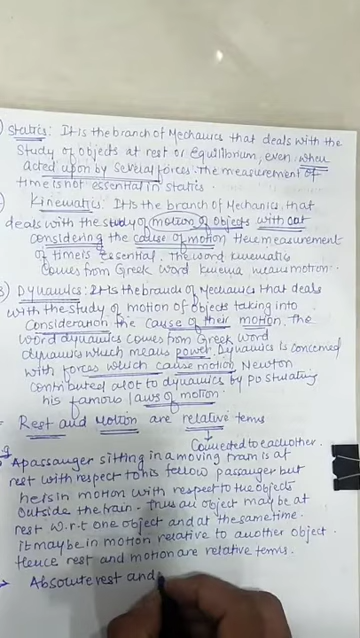 ) Statics: It is the branch of Mechanics that deals with the
Study of objects at rest or Equilibrium, even when
acted upon by Several forces. The measurement of
time is not essential in statics.
Kinematics: It is the branch of Mechanics that
deals with the study of motion of objects with out
considering the cause of motion Here measurement
of time is Essential. The word kinematic
comes from Greek word kinema means motion.
3) Dynamics: It is the branch of Mechanics that deals
with the study of motion of objects taking into
Consideration the Cause of their motion. The
word dynamics comes from Greek word
dynamis which means power. Dynamics is concerned
with forces which cause motion Newton
contributed a lot to dynamics by postulating
his famous laws of motion.
Rest and Motion are relative terms
Connected to each other.
A passanger sitting in a moving train is at
rest with respect to his fellow passanger but
he is in motion with respect to the objects
Outside the train. Thus an object may be at
rest w.r.t one object and at the same time.
it may be in motion relative to another object.
Hence rest and motion are relative terms.
Absolute rest and